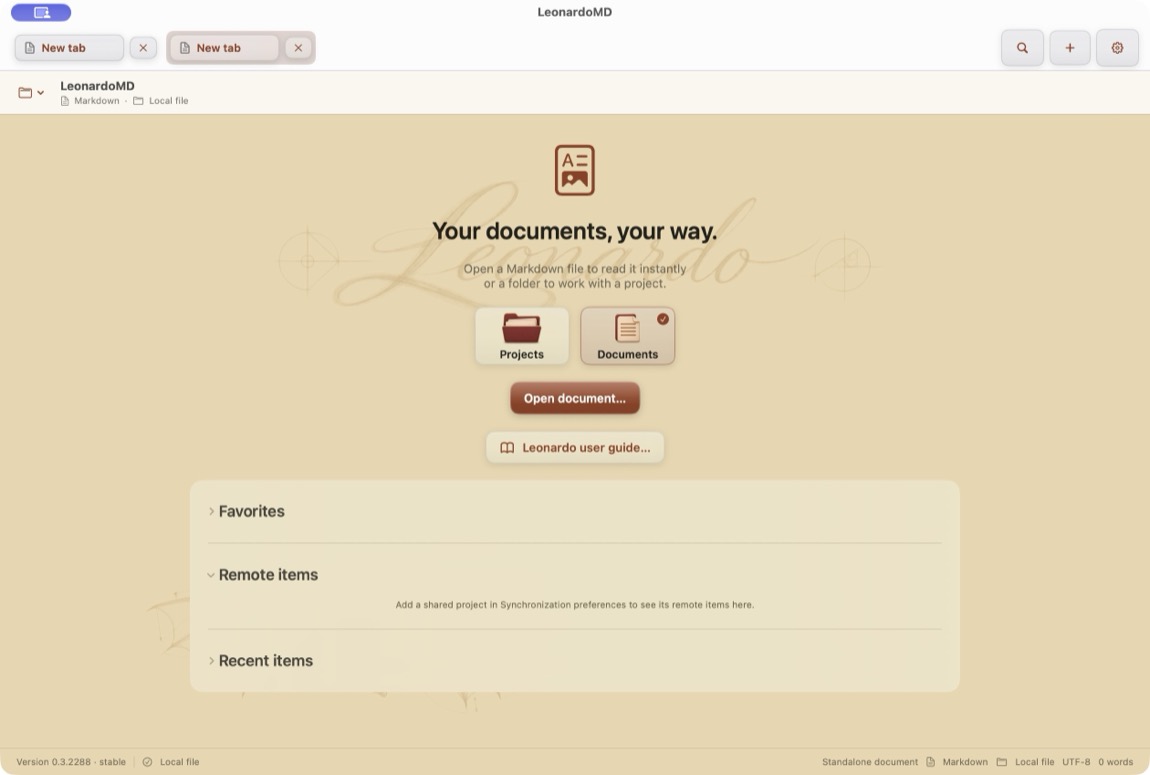 LeonardoMD
New tab
New tab
LeonardoMD
Markdown · Local file
Leonardo
Your documents, your way.
Open a Markdown file to read it instantly
or a folder to work with a project.
Projects
Documents
Open document...
Leonardo user guide...
Favorites
Remote items
Add a shared project in Synchronization preferences to see its remote items here.
Recent items
Version 0.3.2288 · stable
Local file
Standalone document
Markdown
Local file
UTF-8
0 words